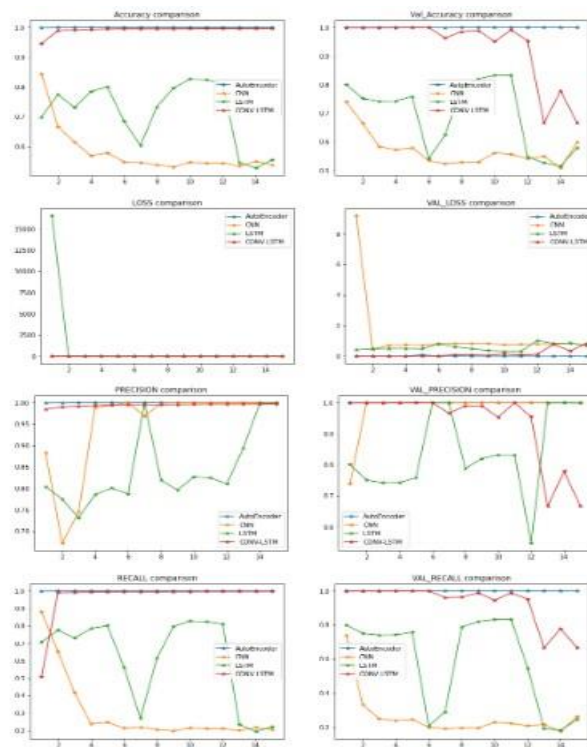 Accuracy comparison
1.0
0.9
0.8
0.7
0.6
AutoEncoder
CNN
LSTM
CONV-LSTM
2 4 6 8 10 12 14
Val_Accuracy comparison
1.0
0.9
0.8
0.7
0.6
0.5
AutoEncoder
CNN
LSTM
CONV-LSTM
2 4 6 8 10 12 14
LOSS comparison
15000
12500
10000
7500
5000
2500
0
AutoEncoder
CNN
LSTM
CONV-LSTM
2 4 6 8 10 12 14
VAL_LOSS comparison
8
6
4
2
0
AutoEncoder
CNN
LSTM
CONV-LSTM
2 4 6 8 10 12 14
PRECISION comparison
1.00
0.95
0.90
0.85
0.80
0.75
0.70
AutoEncoder
CNN
LSTM
CONV-LSTM
2 4 6 8 10 12 14
VAL_PRECISION comparison
1.0
0.9
0.8
0.7
0.6
AutoEncoder
CNN
LSTM
CONV-LSTM
2 4 6 8 10 12 14
RECALL comparison
1.0
0.9
0.8
0.7
0.6
0.5
0.4
0.3
0.2
AutoEncoder
CNN
LSTM
CONV-LSTM
2 4 6 8 10 12 14
VAL_RECALL comparison
1.0
0.8
0.6
0.4
0.2
AutoEncoder
CNN
LSTM
CONV-LSTM
2 4 6 8 10 12 14